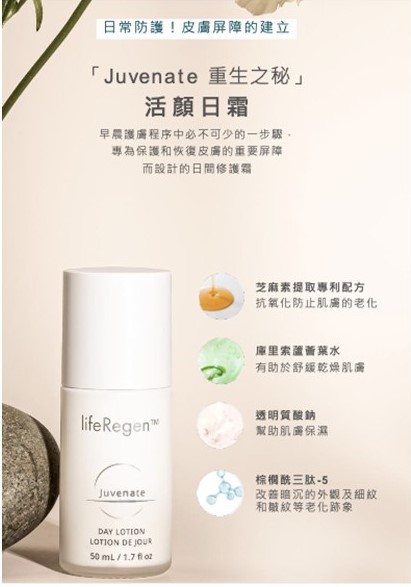 日常防護！皮膚屏障的建立
「Juvenate 重生之秘」
活顏日霜
早晨護膚程序中必不可少的一步驟，
專為保護和恢復皮膚的重要屏障
而設計的日間修護霜
芝麻素提取專利配方
抗氧化防止肌膚的老化
庫里索蘆薈葉水
有助於舒緩乾燥肌膚
透明質酸鈉
幫助肌膚保濕
棕櫚酰三肽-5
改善暗沉的外觀及細紋
和皺紋等老化跡象
lifeRegen™
Juvenate
DAY LOTION
LOTION DE JOUR
50 mL / 1.7 fl oz